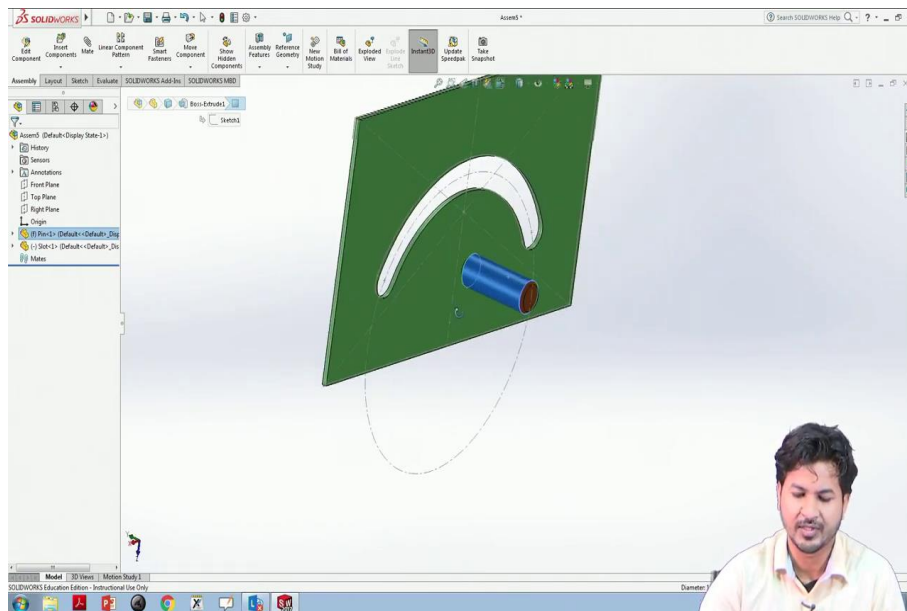 SOLIDWORKS
Assem5 *
Search SOLIDWORKS Help
Edit Component
Insert Components
Mate
Linear Component Pattern
Smart Fasteners
Move Component
Show Hidden Components
Assembly Features
Reference Geometry
New Motion Study
Bill of Materials
Exploded View
Explode Line Sketch
Instant3D
Update Speedpak
Take Snapshot
Assembly Layout Sketch Evaluate SOLIDWORKS Add-Ins SOLIDWORKS MBD
Boss-Extrude1
Sketch1
Assem5 (Default<Display State-1>)
History
Sensors
Annotations
Front Plane
Top Plane
Right Plane
Origin
(f) Pin<1> (Default<<Default>_Disp
(-) Slot<1> (Default<<Default>_Dis
Mates
Model 3D Views Motion Study 1
SOLIDWORKS Education Edition - Instructional Use Only
Diameter: